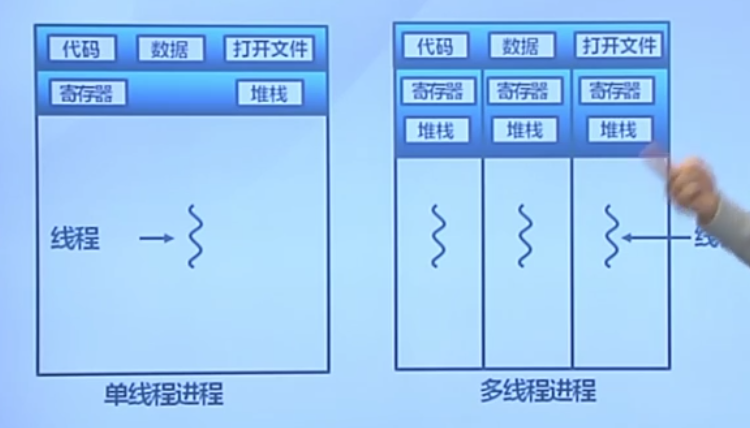 代码 数据 打开文件
寄存器 堆栈
线程
单线程进程
代码 数据 打开文件
寄存器 寄存器 寄存器
堆栈 堆栈 堆栈
多线程进程